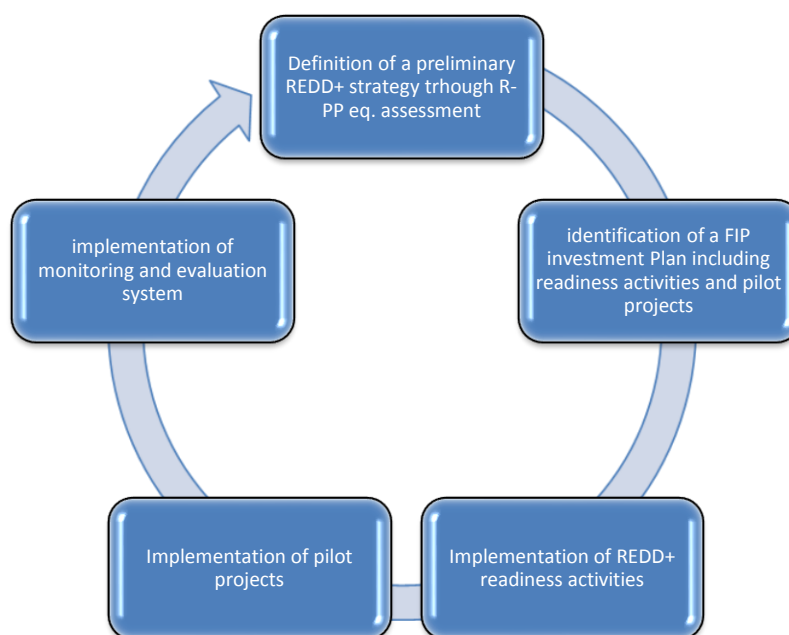 Definition of a preliminary
REDD+ strategy trhough R-
PP eq. assessment
identification of a FIP
investment Plan including
readiness activities and pilot
projects
Implementation of REDD+
readiness activities
Implementation of pilot
projects
implementation of
monitoring and evaluation
system